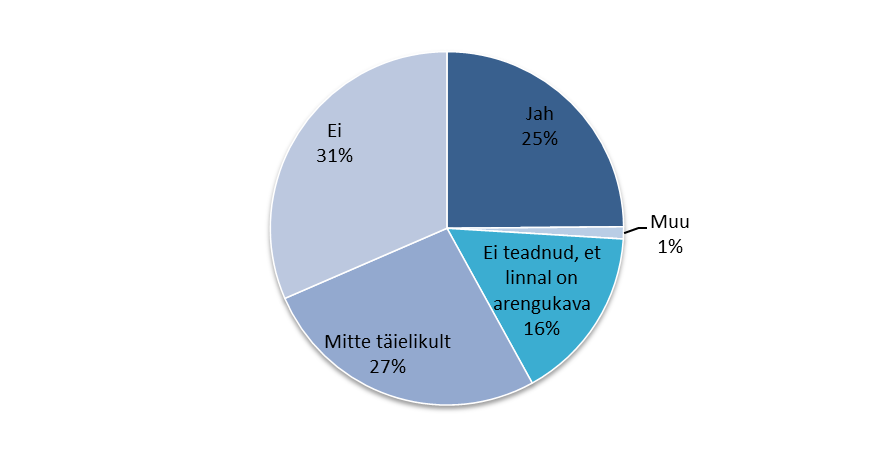 Jah
25%
Muu
1%
Ei teadnud, et
linnal on
arengukava
16%
Mitte täielikult
27%
Ei
31%